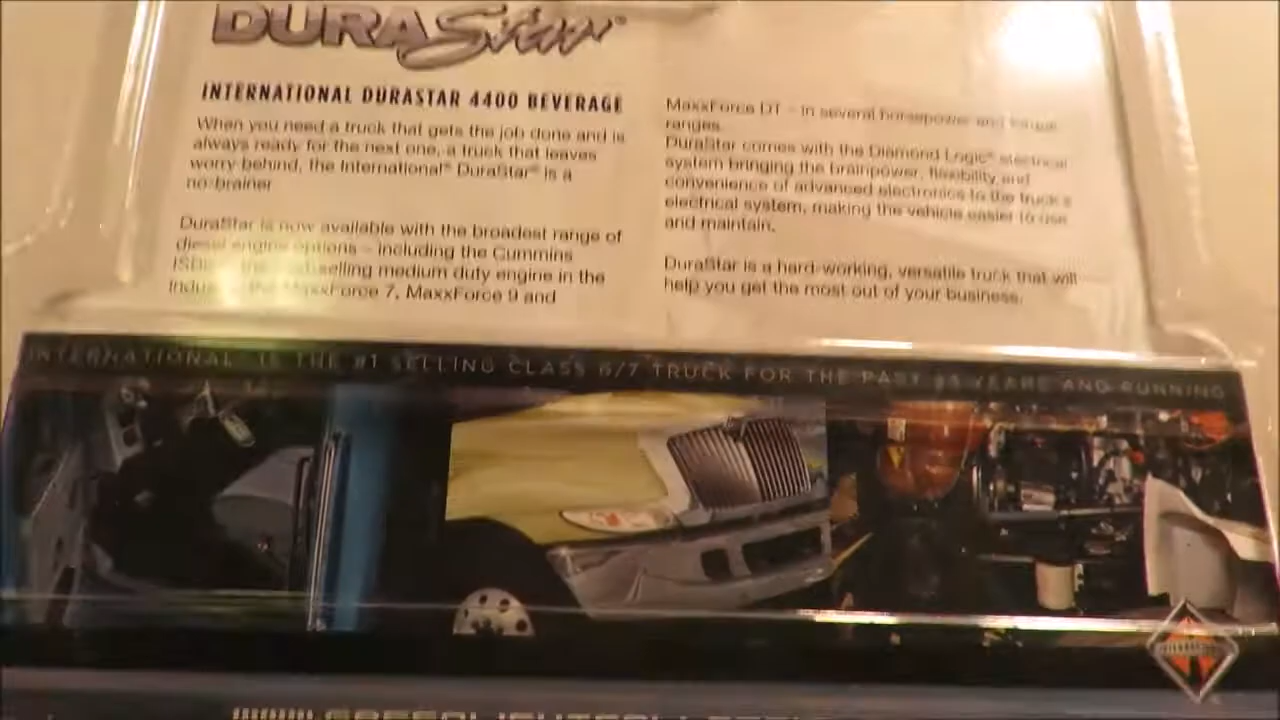 DURAStar®
INTERNATIONAL DURASTAR 4400 BEVERAGE
When you need a truck that gets the job done and is
always ready for the next one, a truck that leaves
worry behind, the International® DuraStar® is a
no-brainer
DuraStar is now available with the broadest range of
diesel engine options – including the Cummins
selling medium duty engine in the
MaxxForce 7, MaxxForce 9 and
MaxxForce DT – in several horsepower and torque
ranges.
DuraStar comes with the Diamond Logic® electrical
system bringing the brainpower, flexibility and
convenience of advanced electronics to the truck's
electrical system, making the vehicle easier to use
and maintain.
DuraStar is a hard-working, versatile truck that will
help you get the most out of your business.
INTERNATIONAL® IS THE #1 SELLING CLASS 6/7 TRUCK FOR THE PAST YEARS AND RUNNING